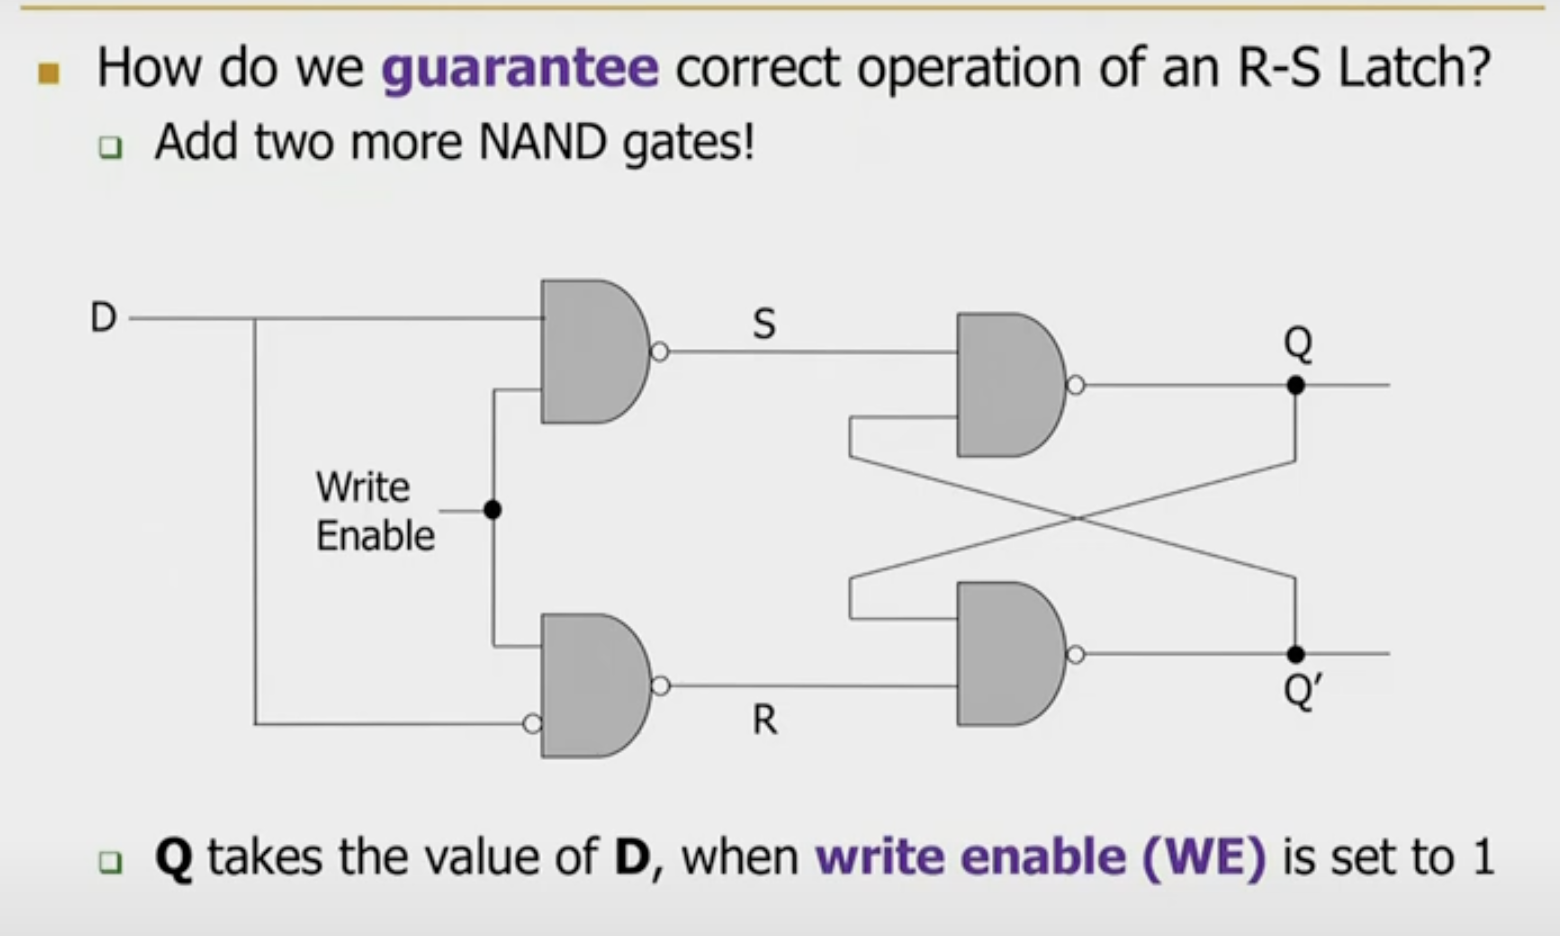 How do we guarantee correct operation of an R-S Latch?
Add two more NAND gates!
D
S
Q
Write
Enable
R
Q′
Q takes the value of D, when write enable (WE) is set to 1